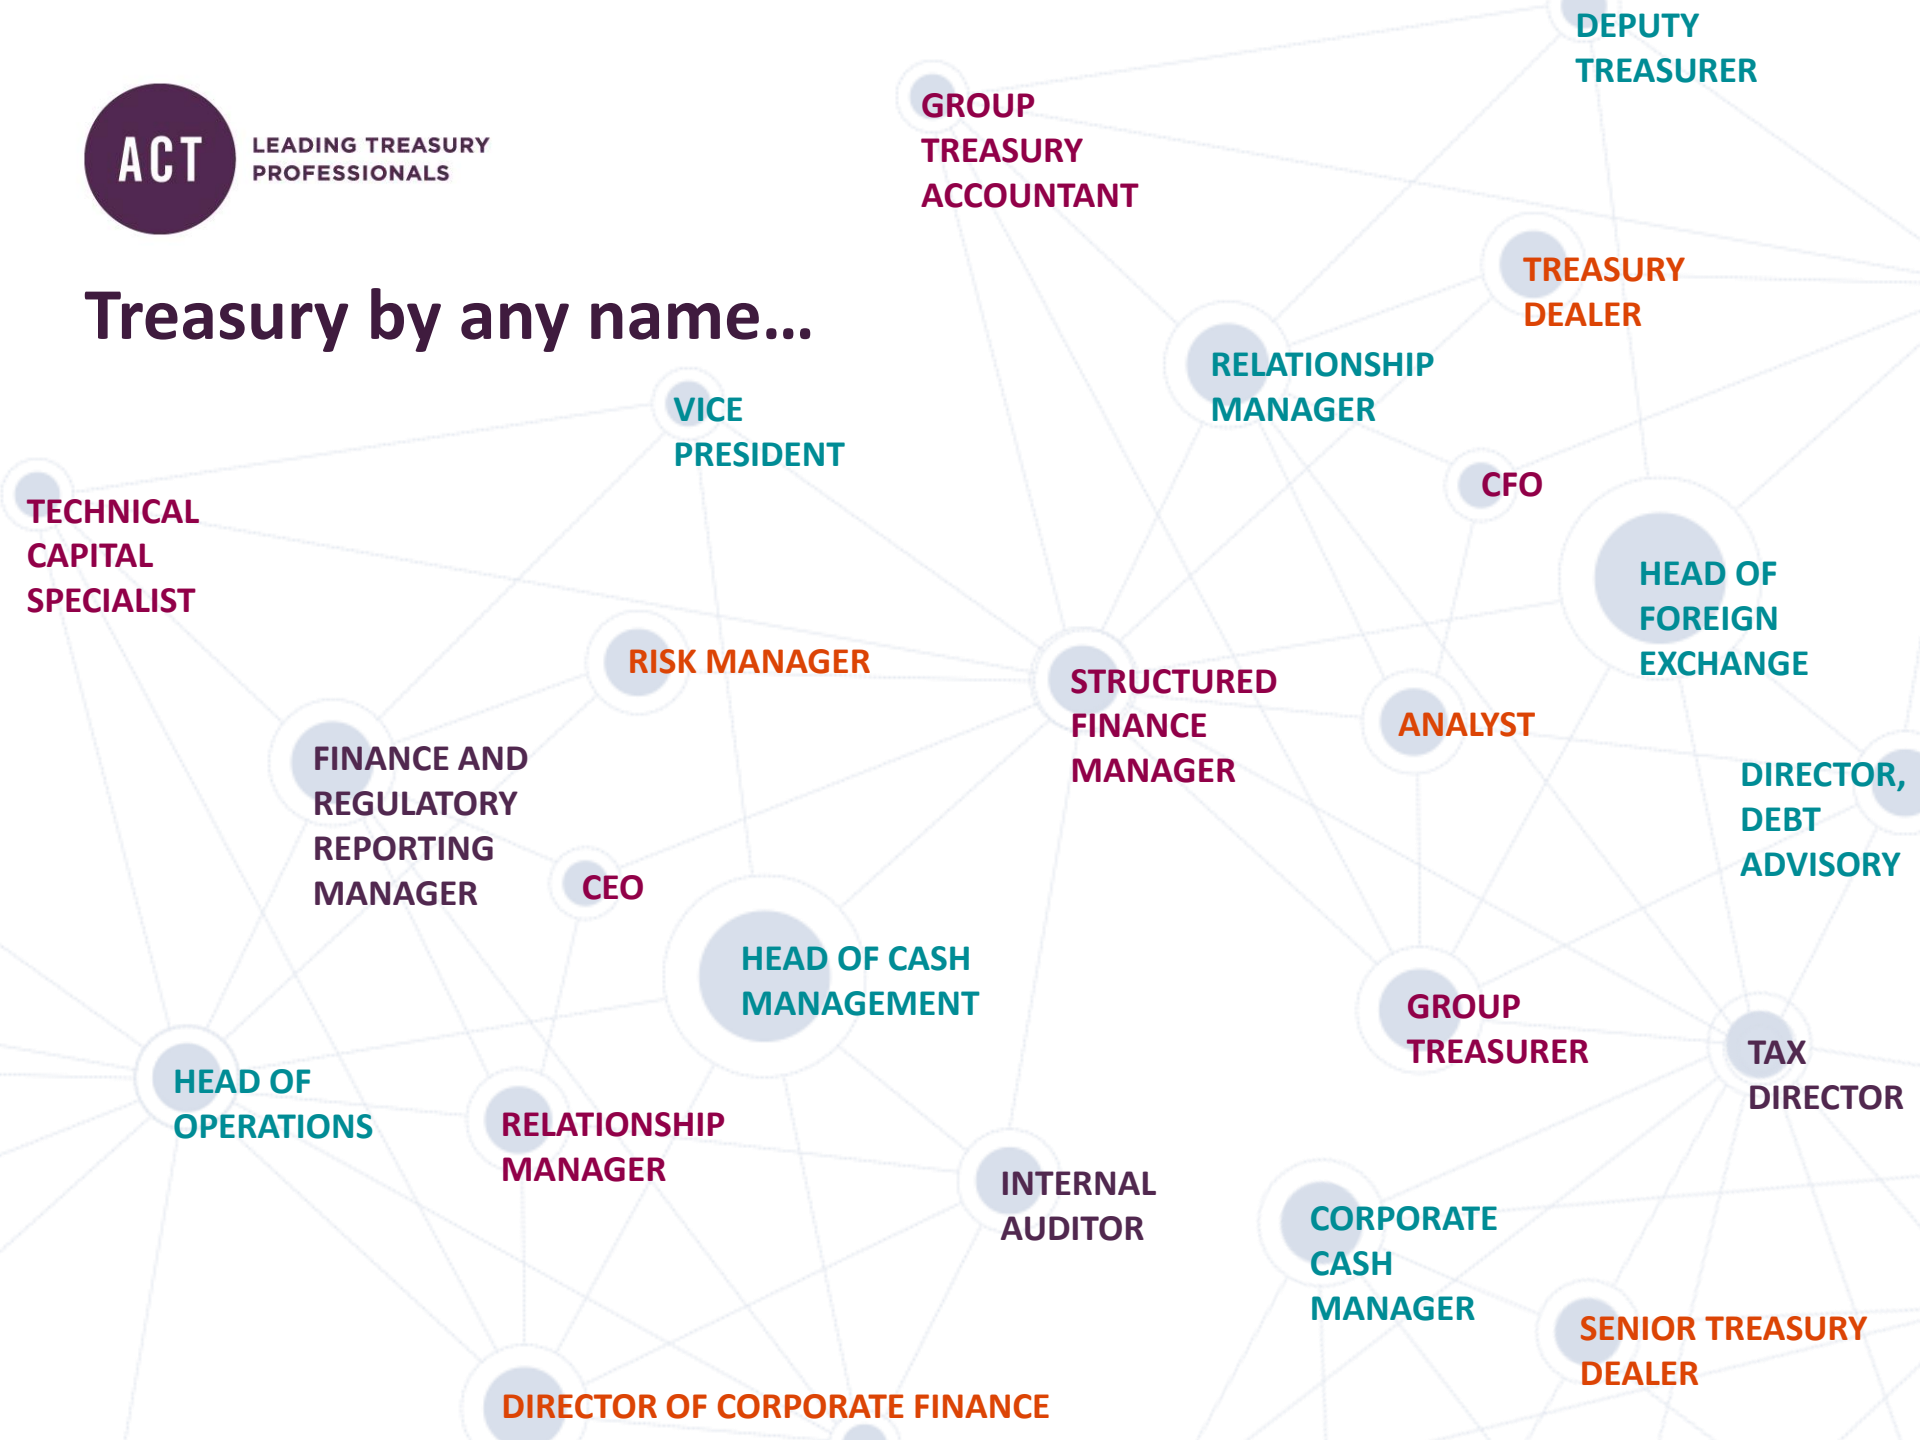 DEPUTY
TREASURER
GROUP
TREASURY
ACCOUNTANT
ACT
LEADING TREASURY
PROFESSIONALS
TREASURY
DEALER
Treasury by any name...
RELATIONSHIP
MANAGER
VICE
PRESIDENT
CFO
TECHNICAL
CAPITAL
SPECIALIST
HEAD OF
FOREIGN
EXCHANGE
RISK MANAGER
STRUCTURED
FINANCE
MANAGER
ANALYST
FINANCE AND
REGULATORY
REPORTING
MANAGER
DIRECTOR,
DEBT
ADVISORY
CEO
HEAD OF CASH
MANAGEMENT
GROUP
TREASURER
TAX
DIRECTOR
HEAD OF
OPERATIONS
RELATIONSHIP
MANAGER
INTERNAL
AUDITOR
CORPORATE
CASH
MANAGER
SENIOR TREASURY
DEALER
DIRECTOR OF CORPORATE FINANCE